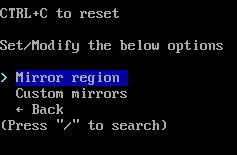 CTRL+C to reset
Set/Modify the below options
> Mirror region
Custom mirrors
← Back
(Press "/" to search)